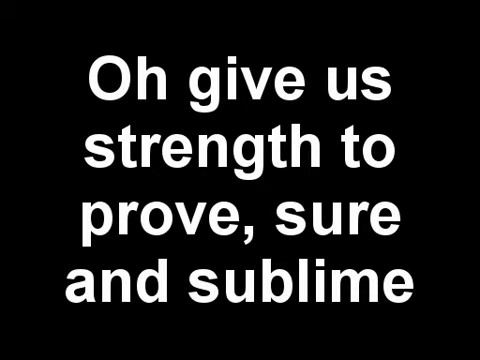 Oh give us
strength to
prove, sure
and sublime